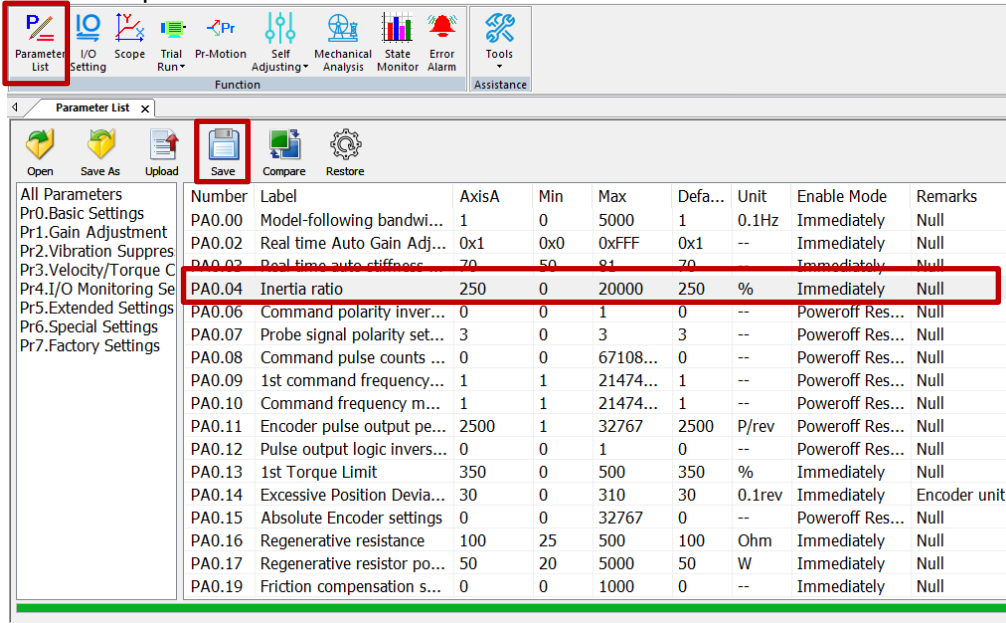 Parameter List
I/O Setting
Scope
Trial Run
Pr-Motion
Self Adjusting
Mechanical Analysis
State Monitor
Error Alarm
Tools
Function
Assistance
Parameter List x
Open
Save As
Upload
Save
Compare
Restore
All Parameters
Pr0.Basic Settings
Pr1.Gain Adjustment
Pr2.Vibration Suppres
Pr3.Velocity/Torque C
Pr4.I/O Monitoring Se
Pr5.Extended Settings
Pr6.Special Settings
Pr7.Factory Settings
Number Label AxisA Min Max Defa... Unit Enable Mode Remarks
PA0.00 Model-following bandwi... 1 0 5000 1 0.1Hz Immediately Null
PA0.02 Real time Auto Gain Adj... 0x1 0x0 0xFFF 0x1 -- Immediately Null
PA0.03 Real time auto stiffness ... 70 50 81 70 -- Immediately Null
PA0.04 Inertia ratio 250 0 20000 250 % Immediately Null
PA0.06 Command polarity inver... 0 0 1 0 -- Poweroff Res... Null
PA0.07 Probe signal polarity set... 3 0 3 3 -- Poweroff Res... Null
PA0.08 Command pulse counts ... 0 0 67108... 0 -- Poweroff Res... Null
PA0.09 1st command frequency... 1 1 21474... 1 -- Poweroff Res... Null
PA0.10 Command frequency m... 1 1 21474... 1 -- Poweroff Res... Null
PA0.11 Encoder pulse output pe... 2500 1 32767 2500 P/rev Poweroff Res... Null
PA0.12 Pulse output logic invers... 0 0 1 0 -- Poweroff Res... Null
PA0.13 1st Torque Limit 350 0 500 350 % Immediately Null
PA0.14 Excessive Position Devia... 30 0 310 30 0.1rev Immediately Encoder unit
PA0.15 Absolute Encoder settings 0 0 32767 0 -- Poweroff Res... Null
PA0.16 Regenerative resistance 100 25 500 100 Ohm Immediately Null
PA0.17 Regenerative resistor po... 50 20 5000 50 W Immediately Null
PA0.19 Friction compensation s... 0 0 1000 0 -- Immediately Null